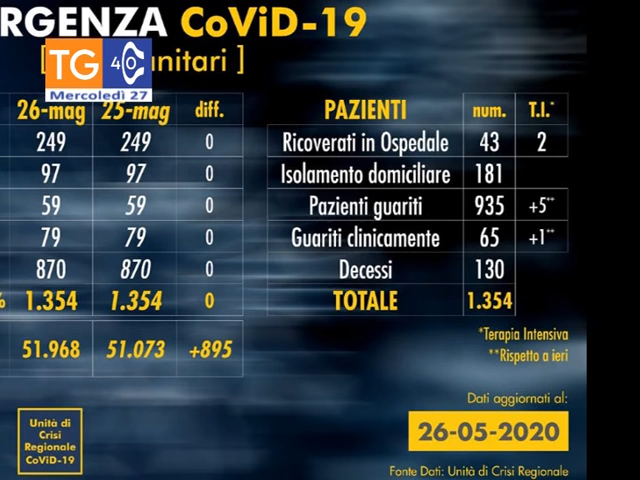 RGENZA CoViD-19
[ nitari ]
TG 40
Mercoledì 27
26-mag 25-mag diff.
249 249 0
97 97 0
59 59 0
79 79 0
870 870 0
% 1.354 1.354 0
51.968 51.073 +895
PAZIENTI num. T.I.*
Ricoverati in Ospedale 43 2
Isolamento domiciliare 181
Pazienti guariti 935 +5**
Guariti clinicamente 65 +1**
Decessi 130
TOTALE 1.354
*Terapia Intensiva
**Rispetto a ieri
Unità di
Crisi
Regionale
CoViD-19
Dati aggiornati al:
26-05-2020
Fonte Dati: Unità di Crisi Regionale